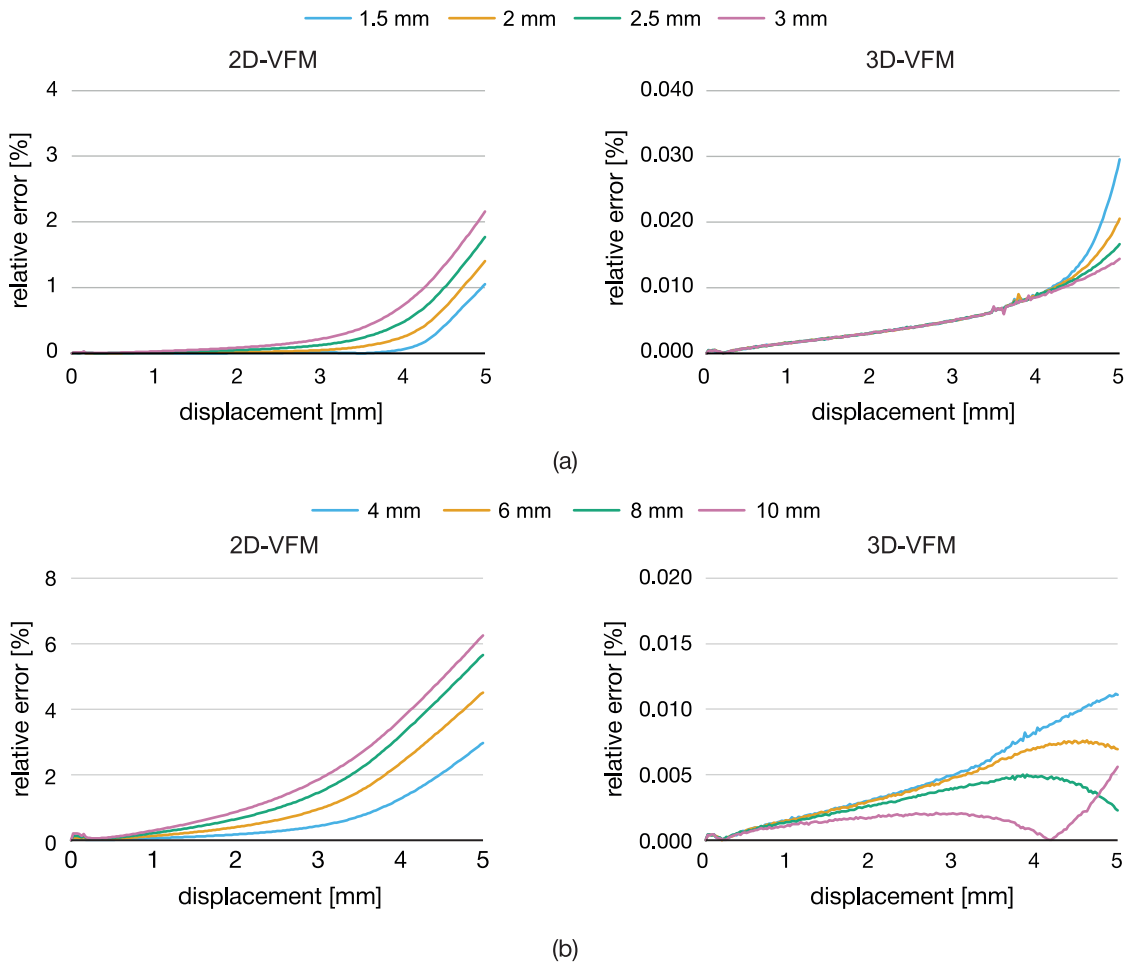 1.5 mm 2 mm 2.5 mm 3 mm
2D-VFM
4
3
2
1
0
relative error [%]
0 1 2 3 4 5
displacement [mm]
3D-VFM
0.040
0.030
0.020
0.010
0.000
relative error [%]
0 1 2 3 4 5
displacement [mm]
(a)
4 mm 6 mm 8 mm 10 mm
2D-VFM
8
6
4
2
0
relative error [%]
0 1 2 3 4 5
displacement [mm]
3D-VFM
0.020
0.015
0.010
0.005
0.000
relative error [%]
0 1 2 3 4 5
displacement [mm]
(b)